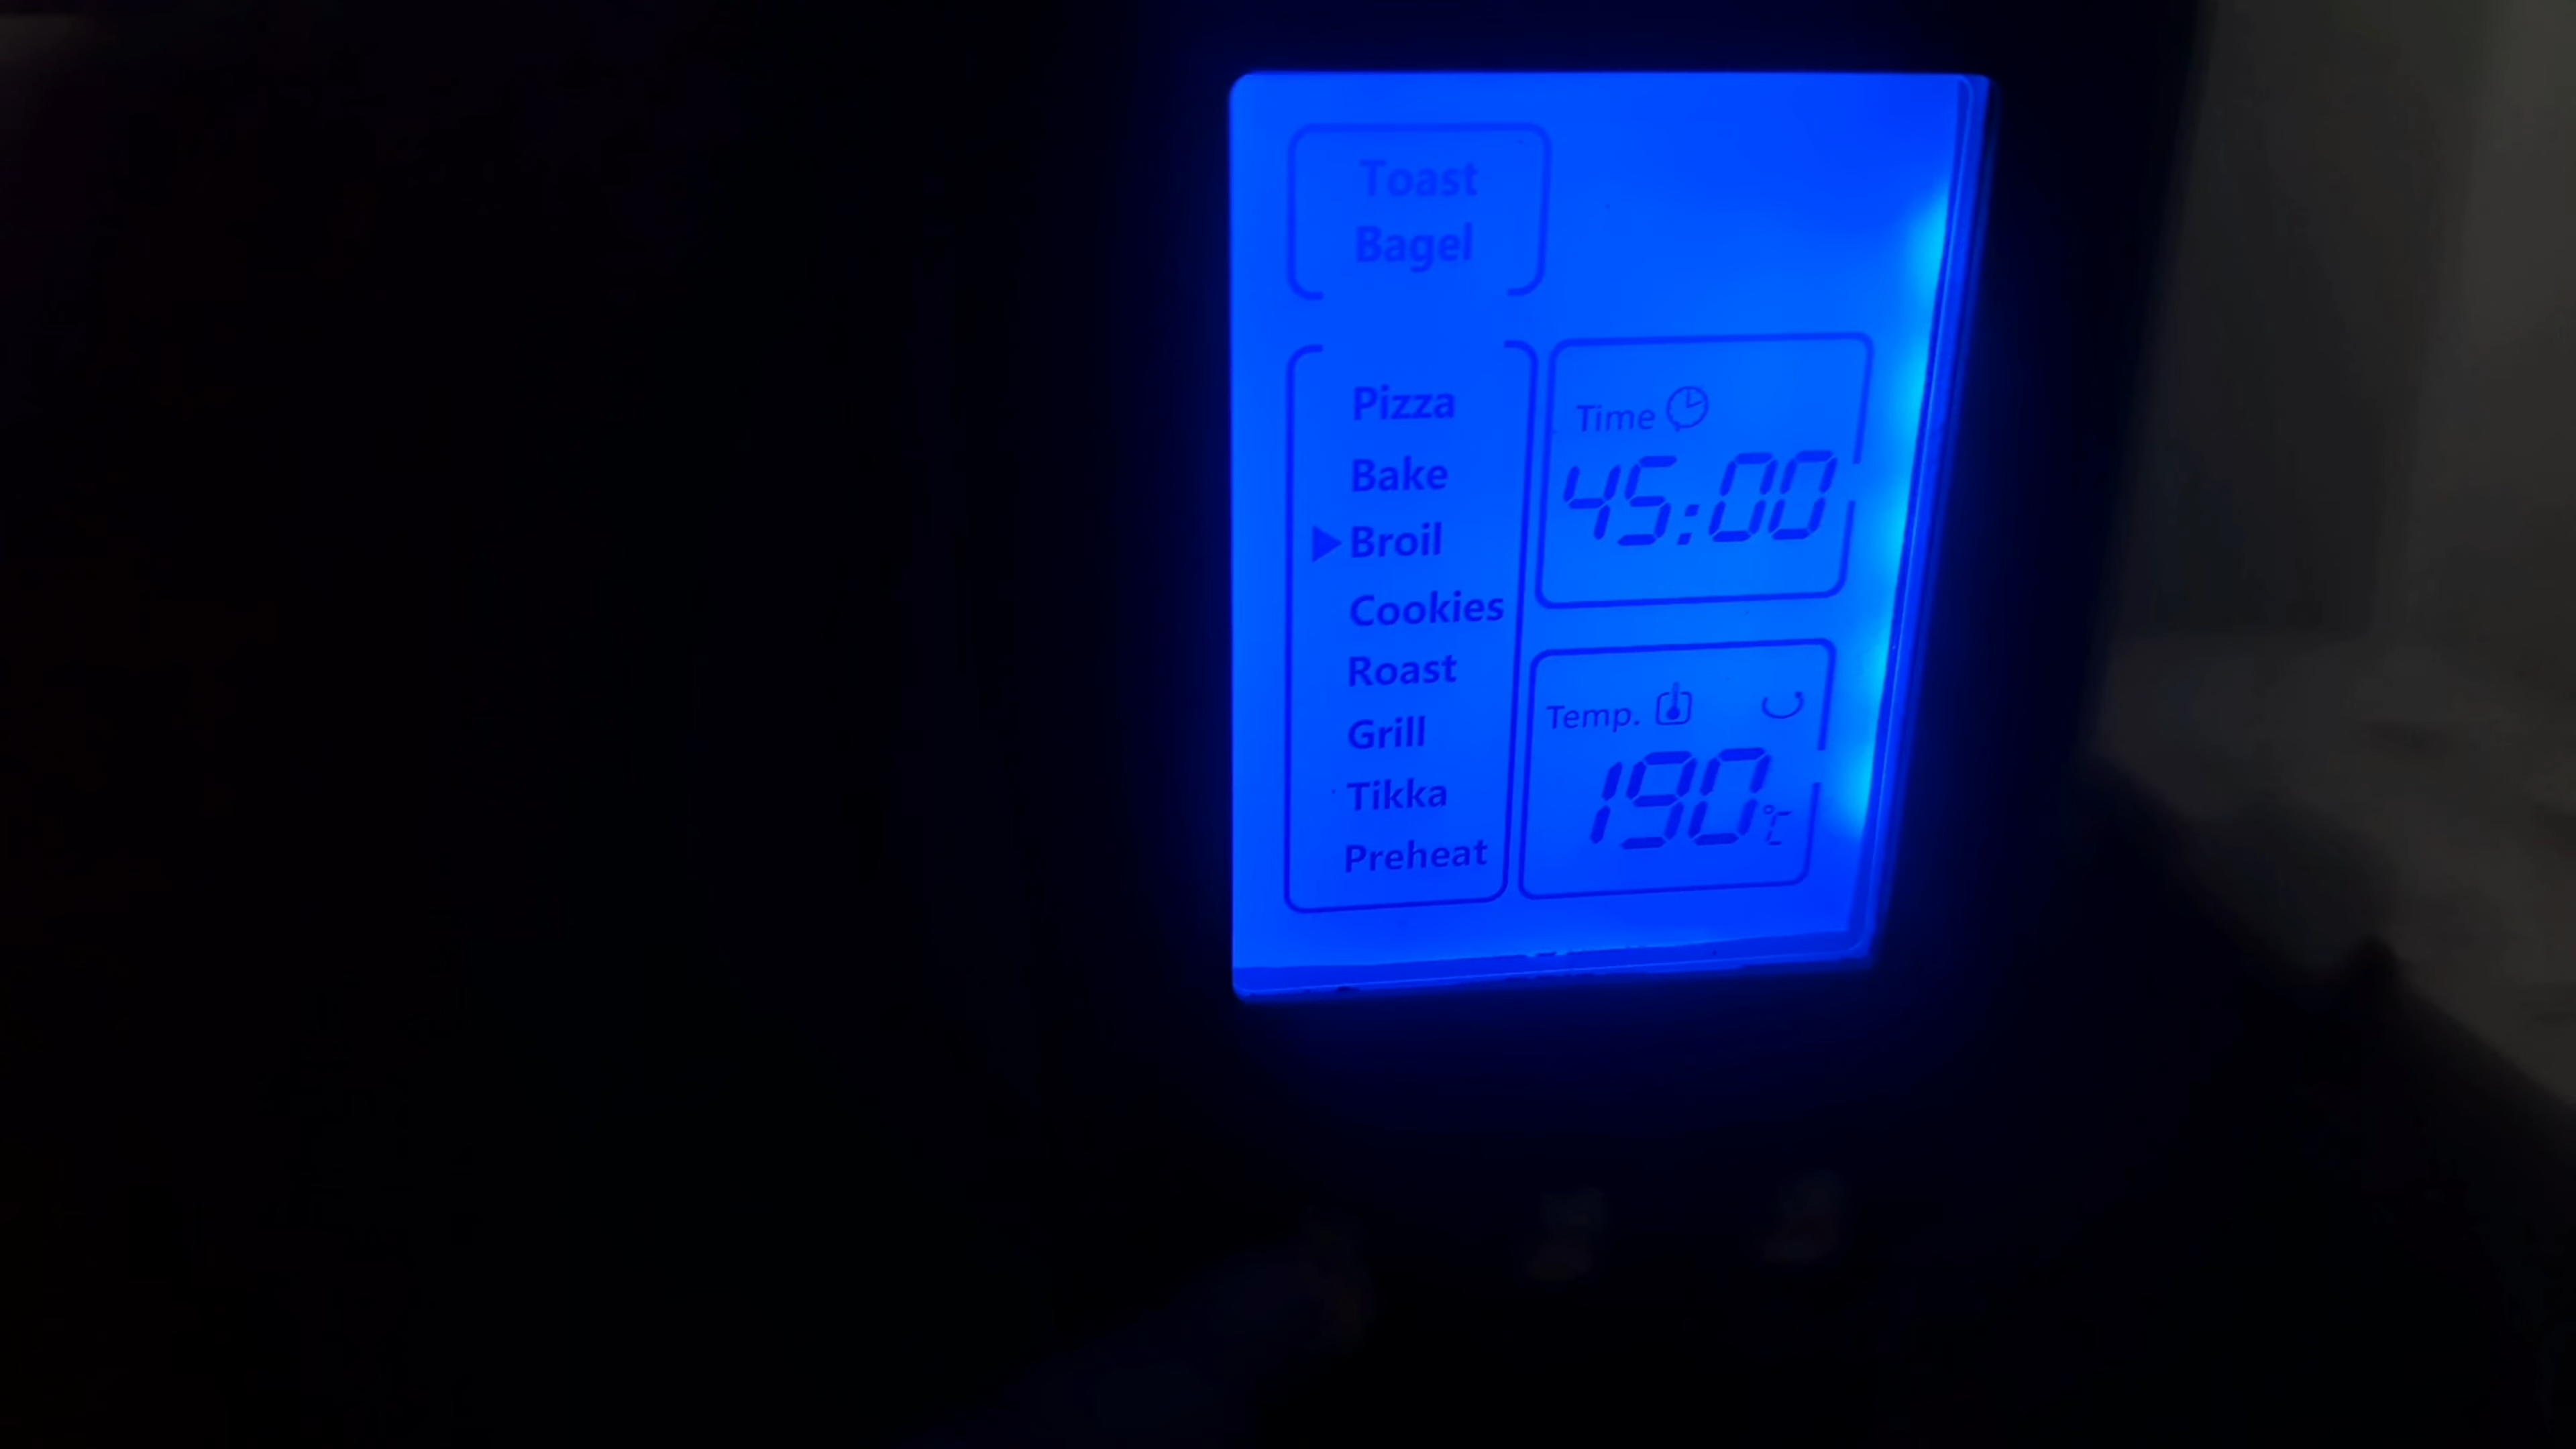 Toast
Bagel
Pizza
Bake
Broil
Cookies
Roast
Grill
Tikka
Preheat
Time
45:00
Temp.
190°C